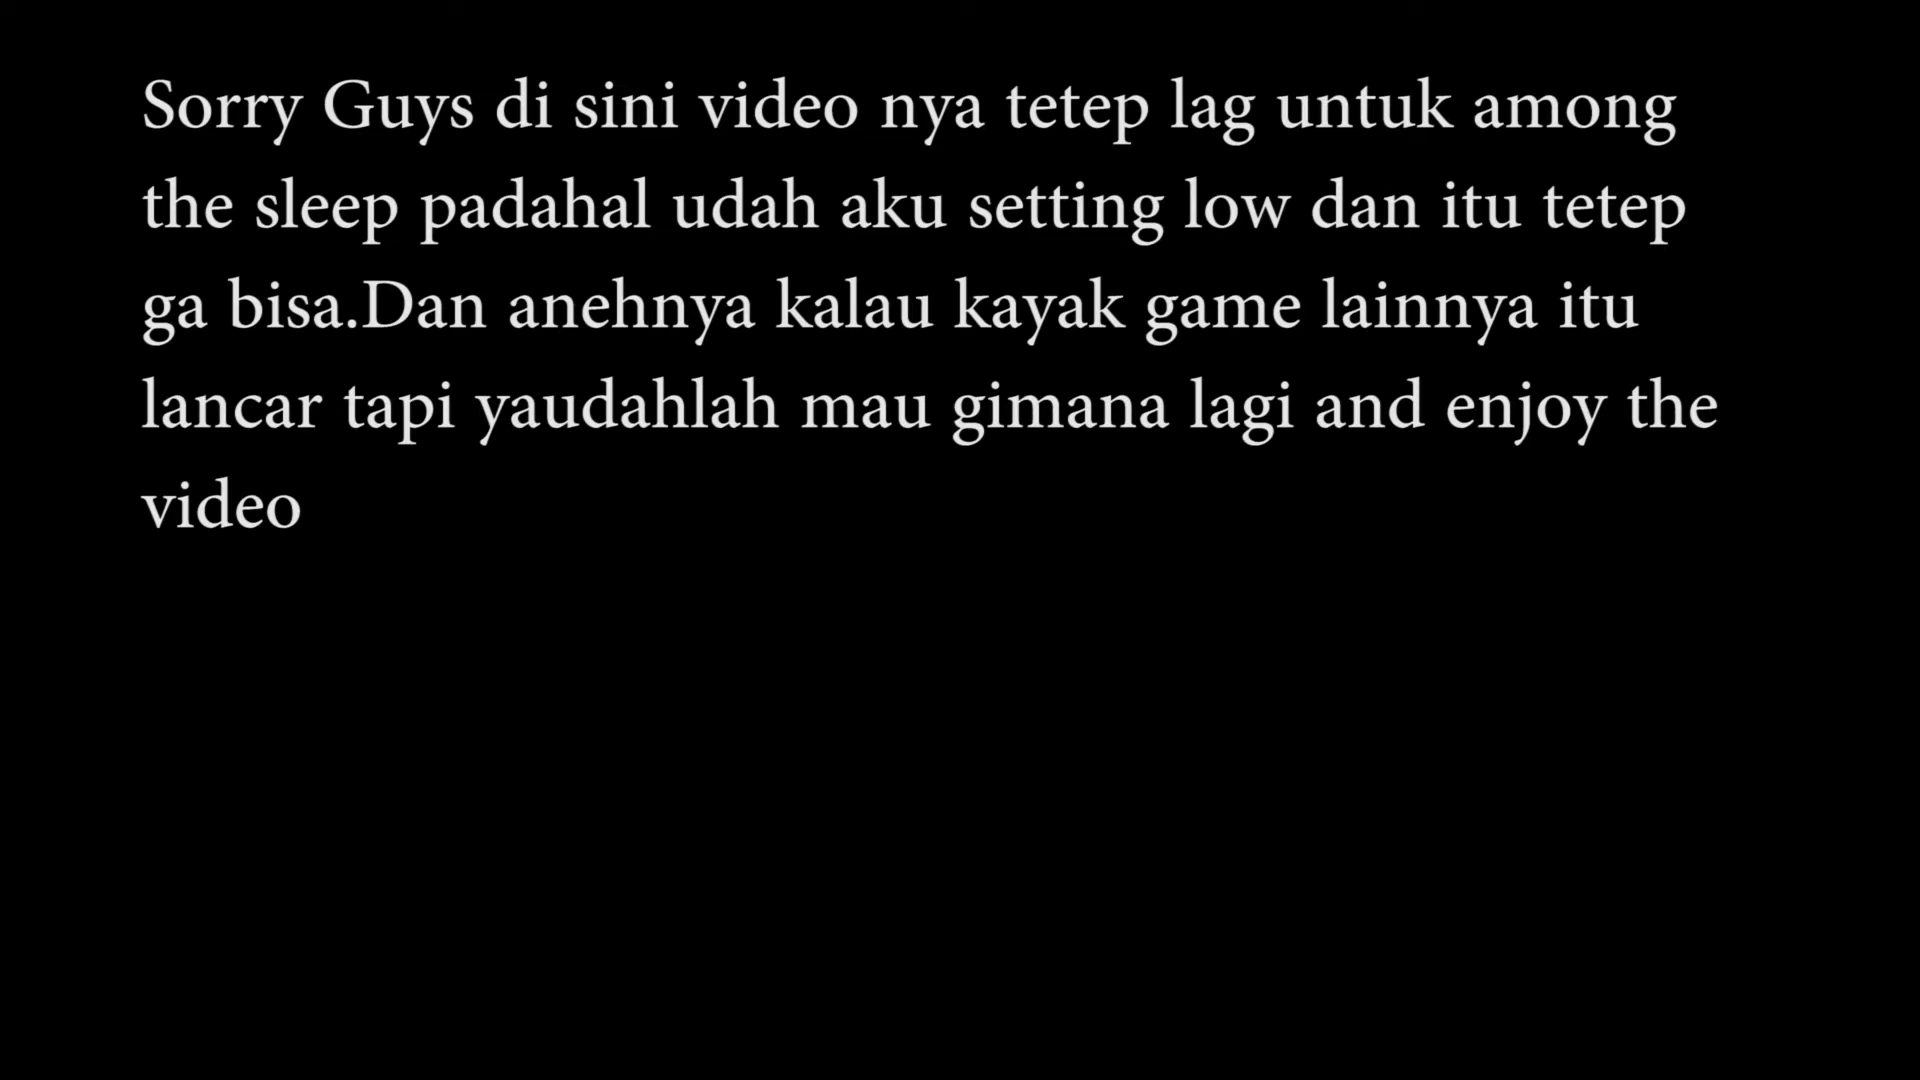 Sorry Guys di sini video nya tetep lag untuk among
the sleep padahal udah aku setting low dan itu tetep
ga bisa.Dan anehnya kalau kayak game lainnya itu
lancar tapi yaudahlah mau gimana lagi and enjoy the
video